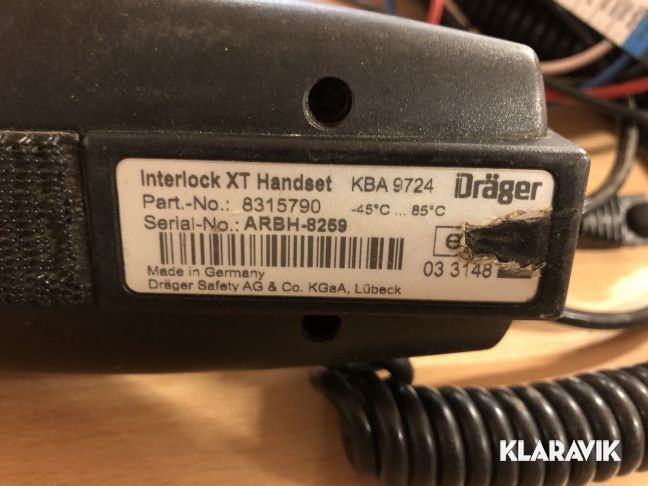 Interlock XT Handset KBA 9724 Dräger
Part.-No.: 8315790 -45°C ... 85°C
Serial-No.: ARBH-8259
e
03 3148
Made in Germany
Dräger Safety AG & Co. KGaA, Lübeck
KLARAVIK